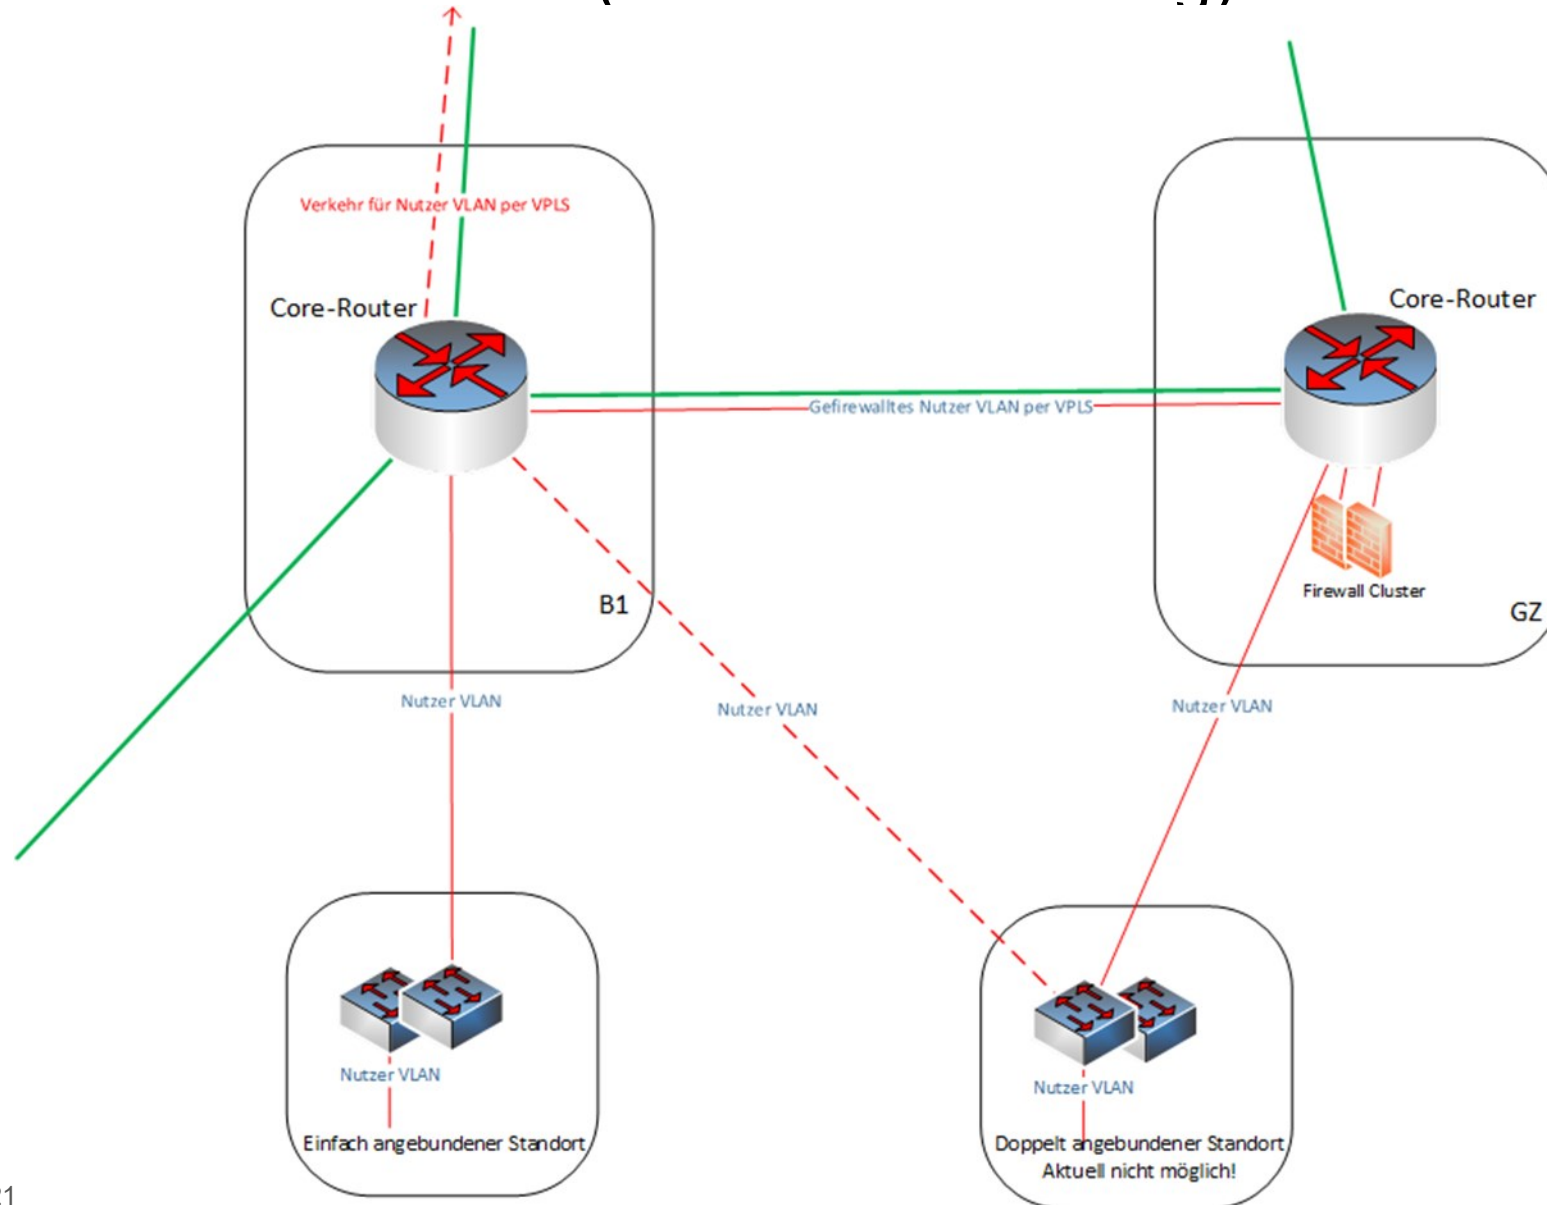 Verkehr für Nutzer VLAN per VPLS
Core-Router
Core-Router
Gefirewalltes Nutzer VLAN per VPLS
Firewall Cluster
B1
GZ
Nutzer VLAN
Nutzer VLAN
Nutzer VLAN
Nutzer VLAN
Nutzer VLAN
Einfach angebundener Standort
Doppelt angebundener Standort
Aktuell nicht möglich!
21